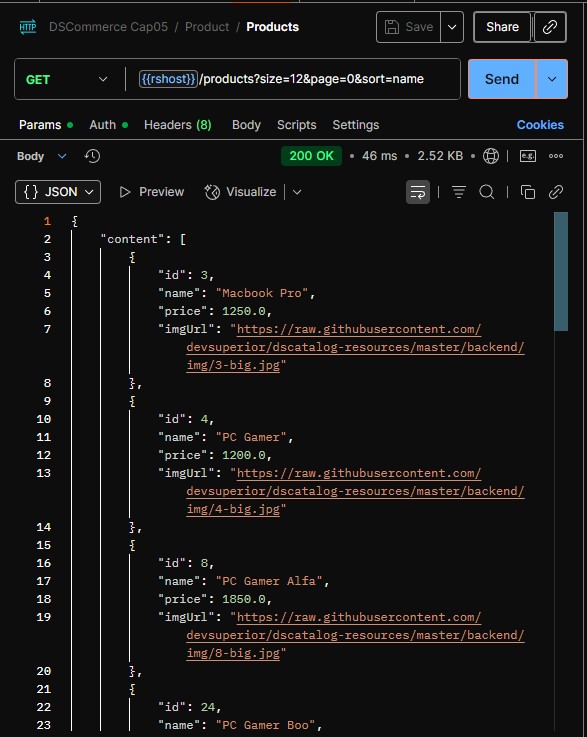 HTTP DSCommerce Cap05 / Product / Products Save Share
GET {{rshost}}/products?size=12&page=0&sort=name Send
Params Auth Headers (8) Body Scripts Settings Cookies
Body 200 OK • 46 ms • 2.52 KB • e.g.
{} JSON Preview Visualize
1 {
2 "content": [
3 {
4 "id": 3,
5 "name": "Macbook Pro",
6 "price": 1250.0,
7 "imgUrl": "https://raw.githubusercontent.com/
devsuperior/dscatalog-resources/master/backend/
img/3-big.jpg"
8 },
9 {
10 "id": 4,
11 "name": "PC Gamer",
12 "price": 1200.0,
13 "imgUrl": "https://raw.githubusercontent.com/
devsuperior/dscatalog-resources/master/backend/
img/4-big.jpg"
14 },
15 {
16 "id": 8,
17 "name": "PC Gamer Alfa",
18 "price": 1850.0,
19 "imgUrl": "https://raw.githubusercontent.com/
devsuperior/dscatalog-resources/master/backend/
img/8-big.jpg"
20 },
21 {
22 "id": 24,
23 "name": "PC Gamer Boo",